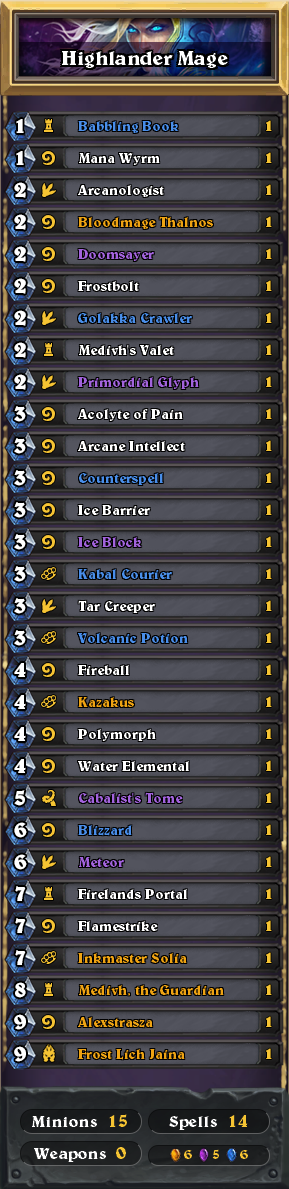 Highlander Mage
1 Babbling Book 1
1 Mana Wyrm 1
2 Arcanologist 1
2 Bloodmage Thalnos 1
2 Doomsayer 1
2 Frostbolt 1
2 Golakka Crawler 1
2 Medivh's Valet 1
2 Primordial Glyph 1
3 Acolyte of Pain 1
3 Arcane Intellect 1
3 Counterspell 1
3 Ice Barrier 1
3 Ice Block 1
3 Kabal Courier 1
3 Tar Creeper 1
3 Volcanic Potion 1
4 Fireball 1
4 Kazakus 1
4 Polymorph 1
4 Water Elemental 1
5 Cabalist's Tome 1
6 Blizzard 1
6 Meteor 1
7 Firelands Portal 1
7 Flamestrike 1
7 Inkmaster Solia 1
8 Medivh, the Guardian 1
9 Alexstrasza 1
9 Frost Lich Jaina 1
Minions 15 Spells 14
Weapons 0 6 5 6